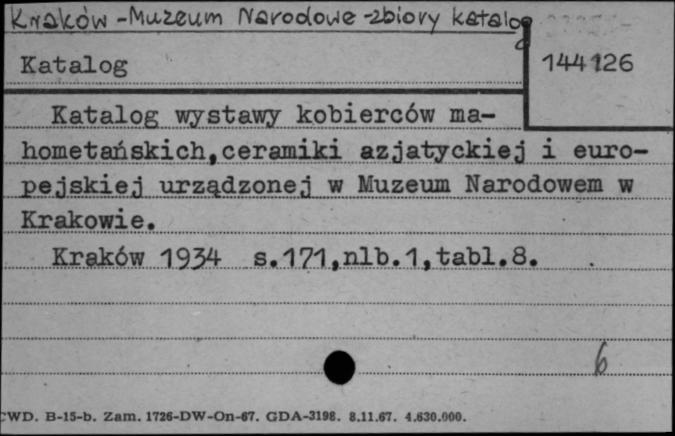 Kraków - Muzeum Narodowe - zbiory katalog
Katalog
144126
Katalog wystawy kobierców ma-
hometańskich, ceramiki azjatyckiej i euro-
pejskiej urządzonej w Muzeum Narodowem w
Krakowie.
Kraków 1934 s.171,nlb.1,tabl.8.
6
CWD. B-15-b. Zam. 1726-DW-On-67. GDA-3198. 8.11.67. 4.630.000.